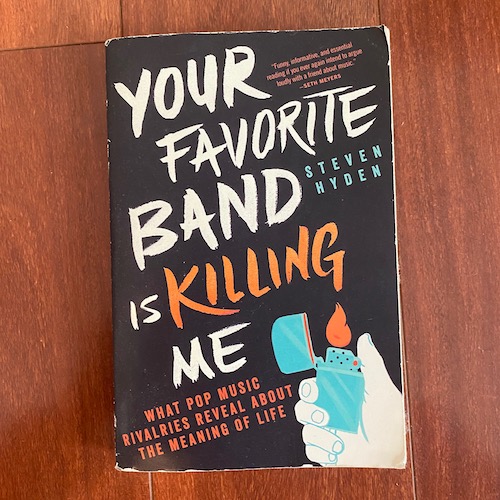 YOUR
FAVORITE
BAND
IS KILLING
ME
"Funny, informative, and essential
reading if you ever again intend to argue
loudly with a friend about music."
—SETH MEYERS
STEVEN
HYDEN
WHAT POP MUSIC
RIVALRIES REVEAL ABOUT
THE MEANING OF LIFE